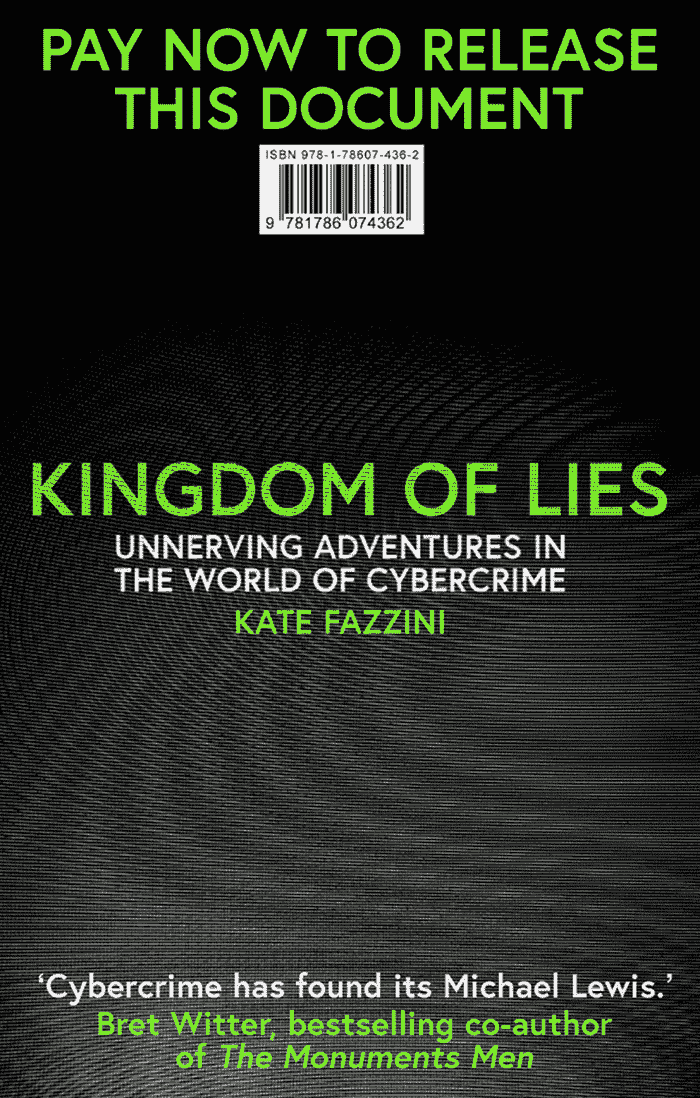 PAY NOW TO RELEASE
THIS DOCUMENT
ISBN 978-1-78607-436-2
9 781786 074362
KINGDOM OF LIES
UNNERVING ADVENTURES IN
THE WORLD OF CYBERCRIME
KATE FAZZINI
‘Cybercrime has found its Michael Lewis.’
Bret Witter, bestselling co-author
of The Monuments Men